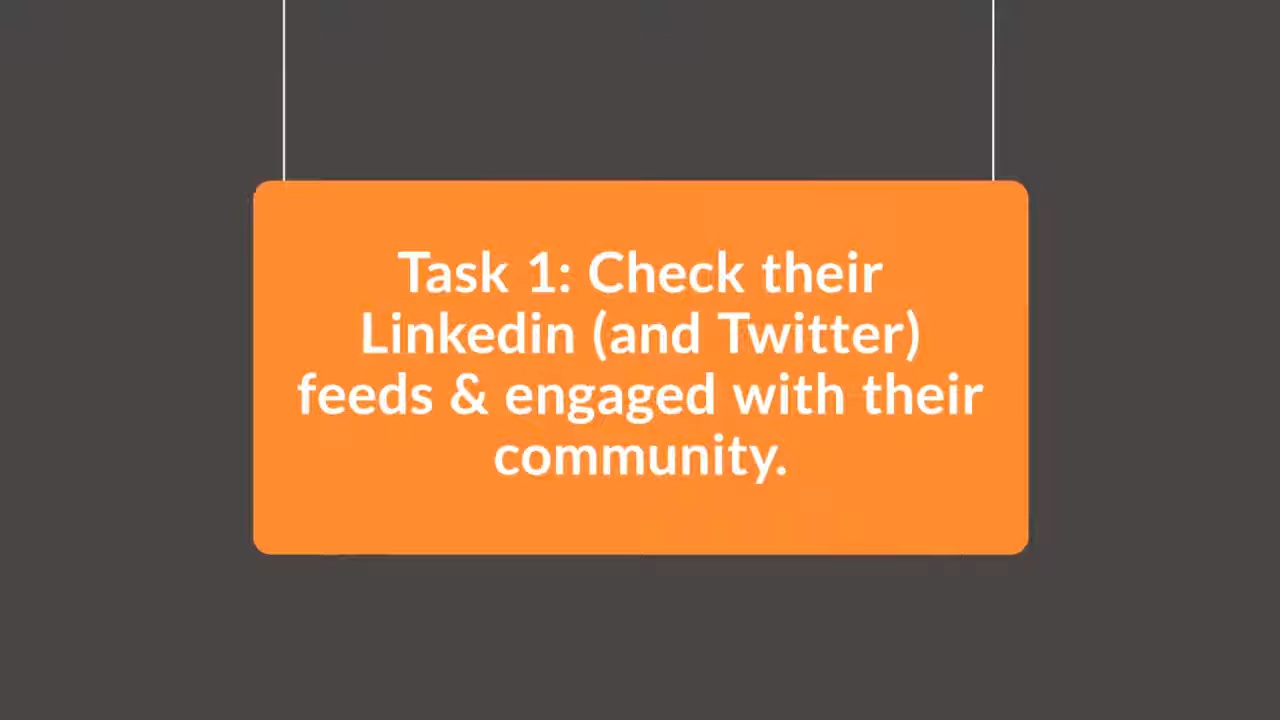 Task 1: Check their
Linkedin (and Twitter)
feeds & engaged with their
community.